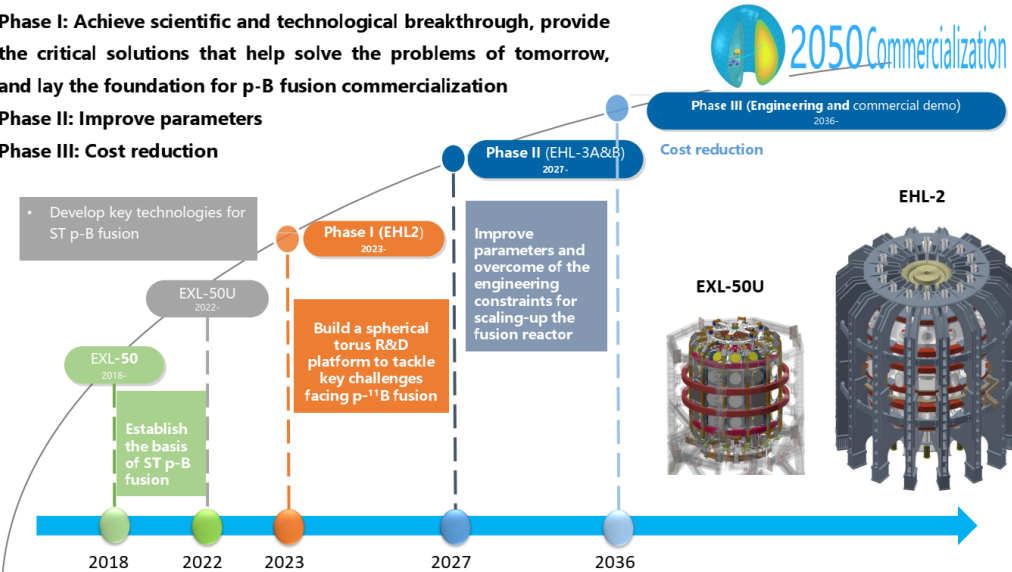 Phase I: Achieve scientific and technological breakthrough, provide
the critical solutions that help solve the problems of tomorrow,
and lay the foundation for p-B fusion commercialization
Phase II: Improve parameters
Phase III: Cost reduction
2050 Commercialization
Phase III (Engineering and commercial demo)
2036-
Cost reduction
Phase II (EHL-3A&B)
2027-
• Develop key technologies for
ST p-B fusion
Phase I (EHL2)
2023-
EXL-50U
2022-
EXL-50
2018-
Establish
the basis
of ST p-B
fusion
Build a spherical
torus R&D
platform to tackle
key challenges
facing p-¹¹B fusion
Improve
parameters and
overcome of the
engineering
constraints for
scaling-up the
fusion reactor
EXL-50U
EHL-2
2018
2022
2023
2027
2036